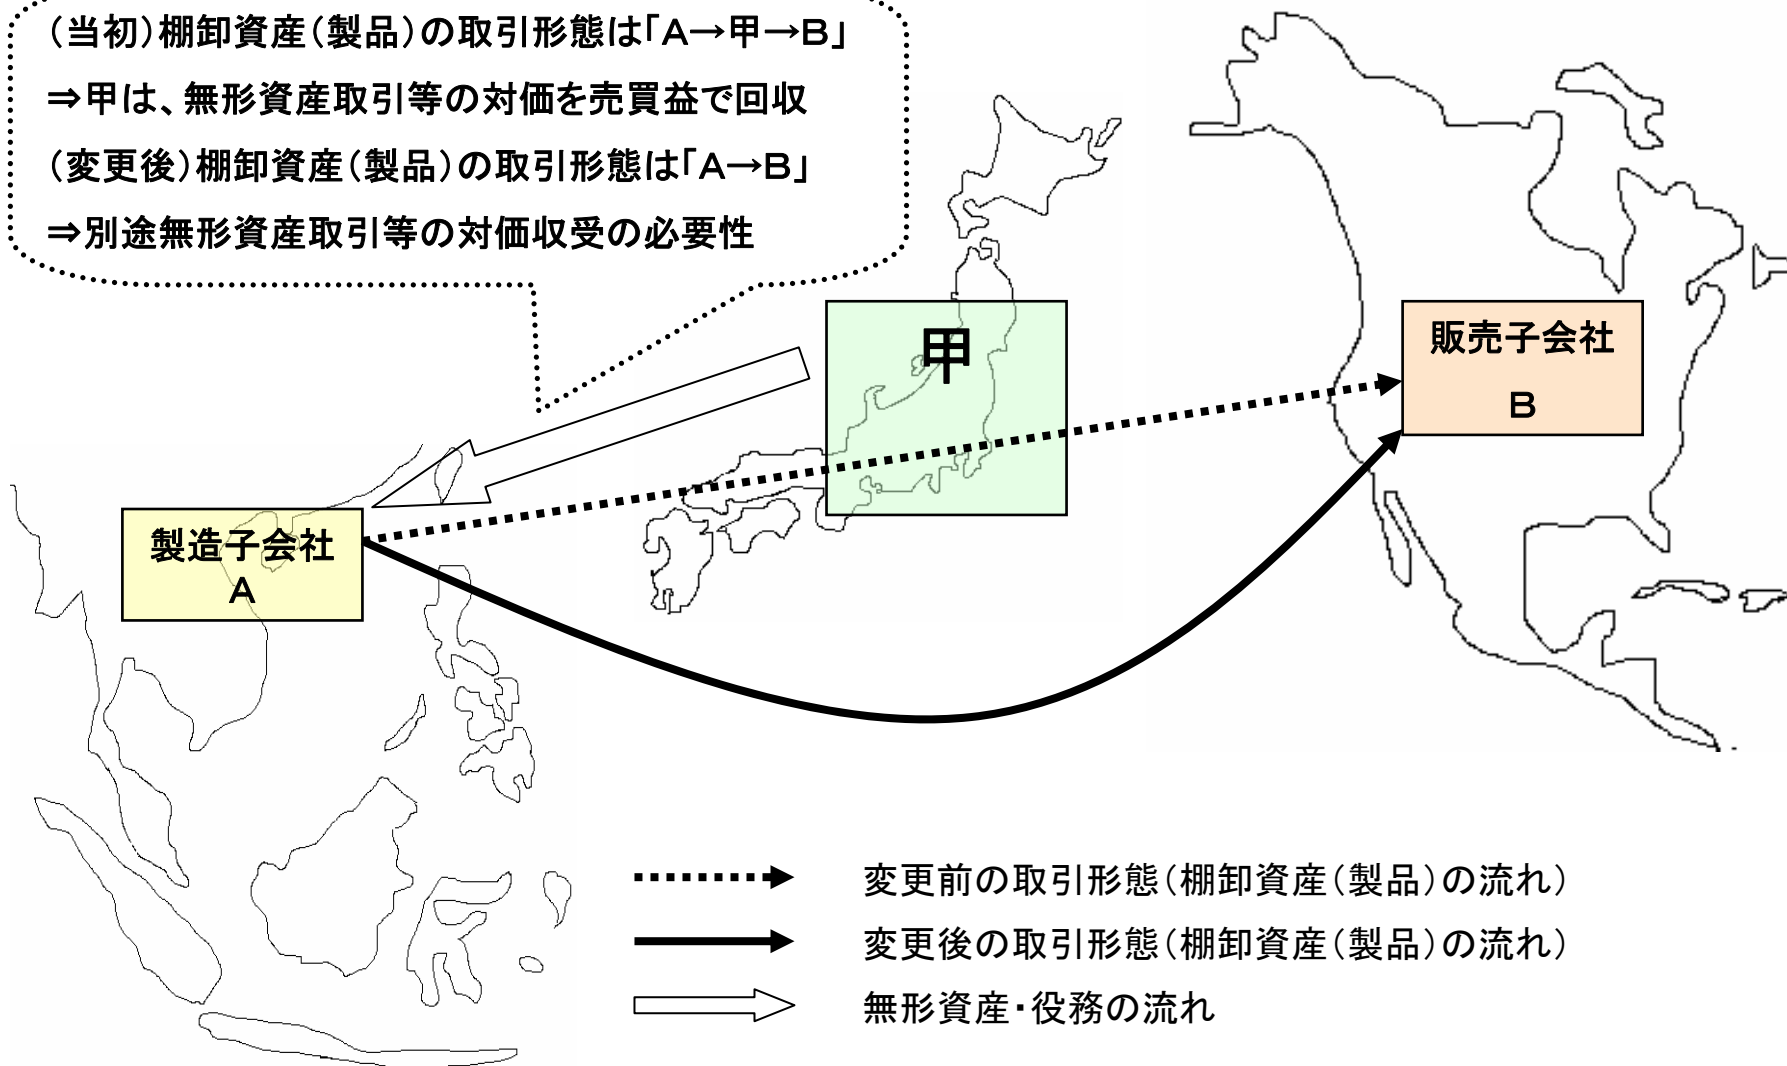 （当初）棚卸資産（製品）の取引形態は「Ａ→甲→Ｂ」
⇒甲は、無形資産取引等の対価を売買益で回収
（変更後）棚卸資産（製品）の取引形態は「Ａ→Ｂ」
⇒別途無形資産取引等の対価収受の必要性
甲
販売子会社
Ｂ
製造子会社
Ａ
変更前の取引形態（棚卸資産（製品）の流れ）
変更後の取引形態（棚卸資産（製品）の流れ）
無形資産・役務の流れ